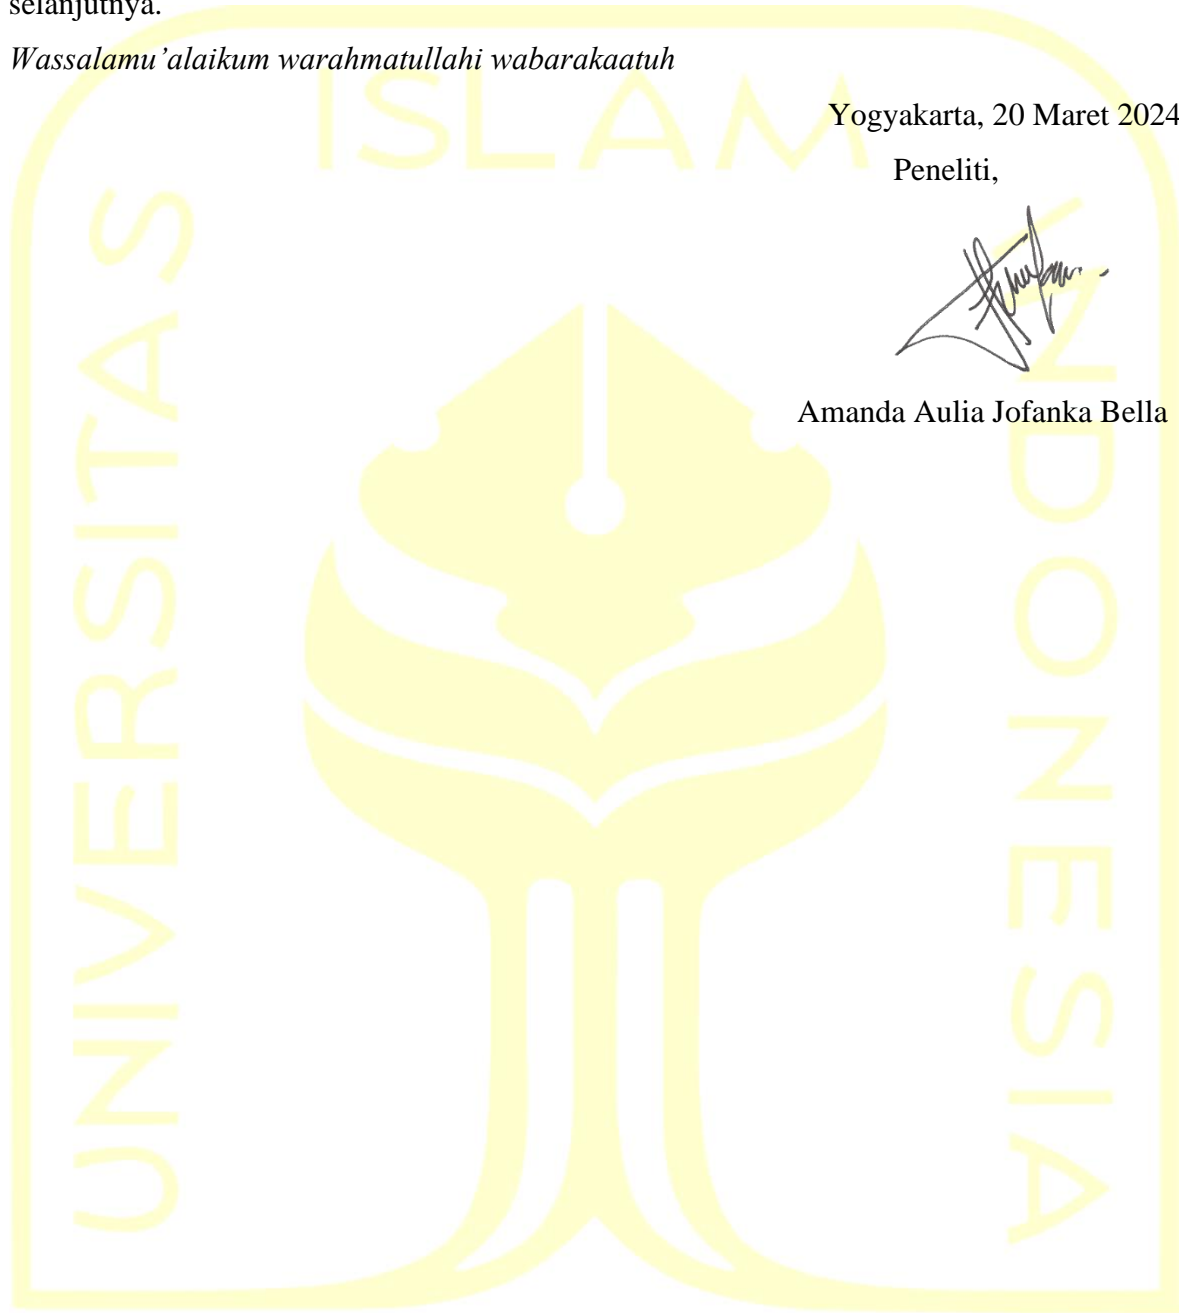 selanjutnya.
Wassalamu’alaikum warahmatullahi wabarakaatuh
Yogyakarta, 20 Maret 2024
Peneliti,
Amanda Aulia Jofanka Bella
UNIVERSITAS
ISLAM
INDONESIA